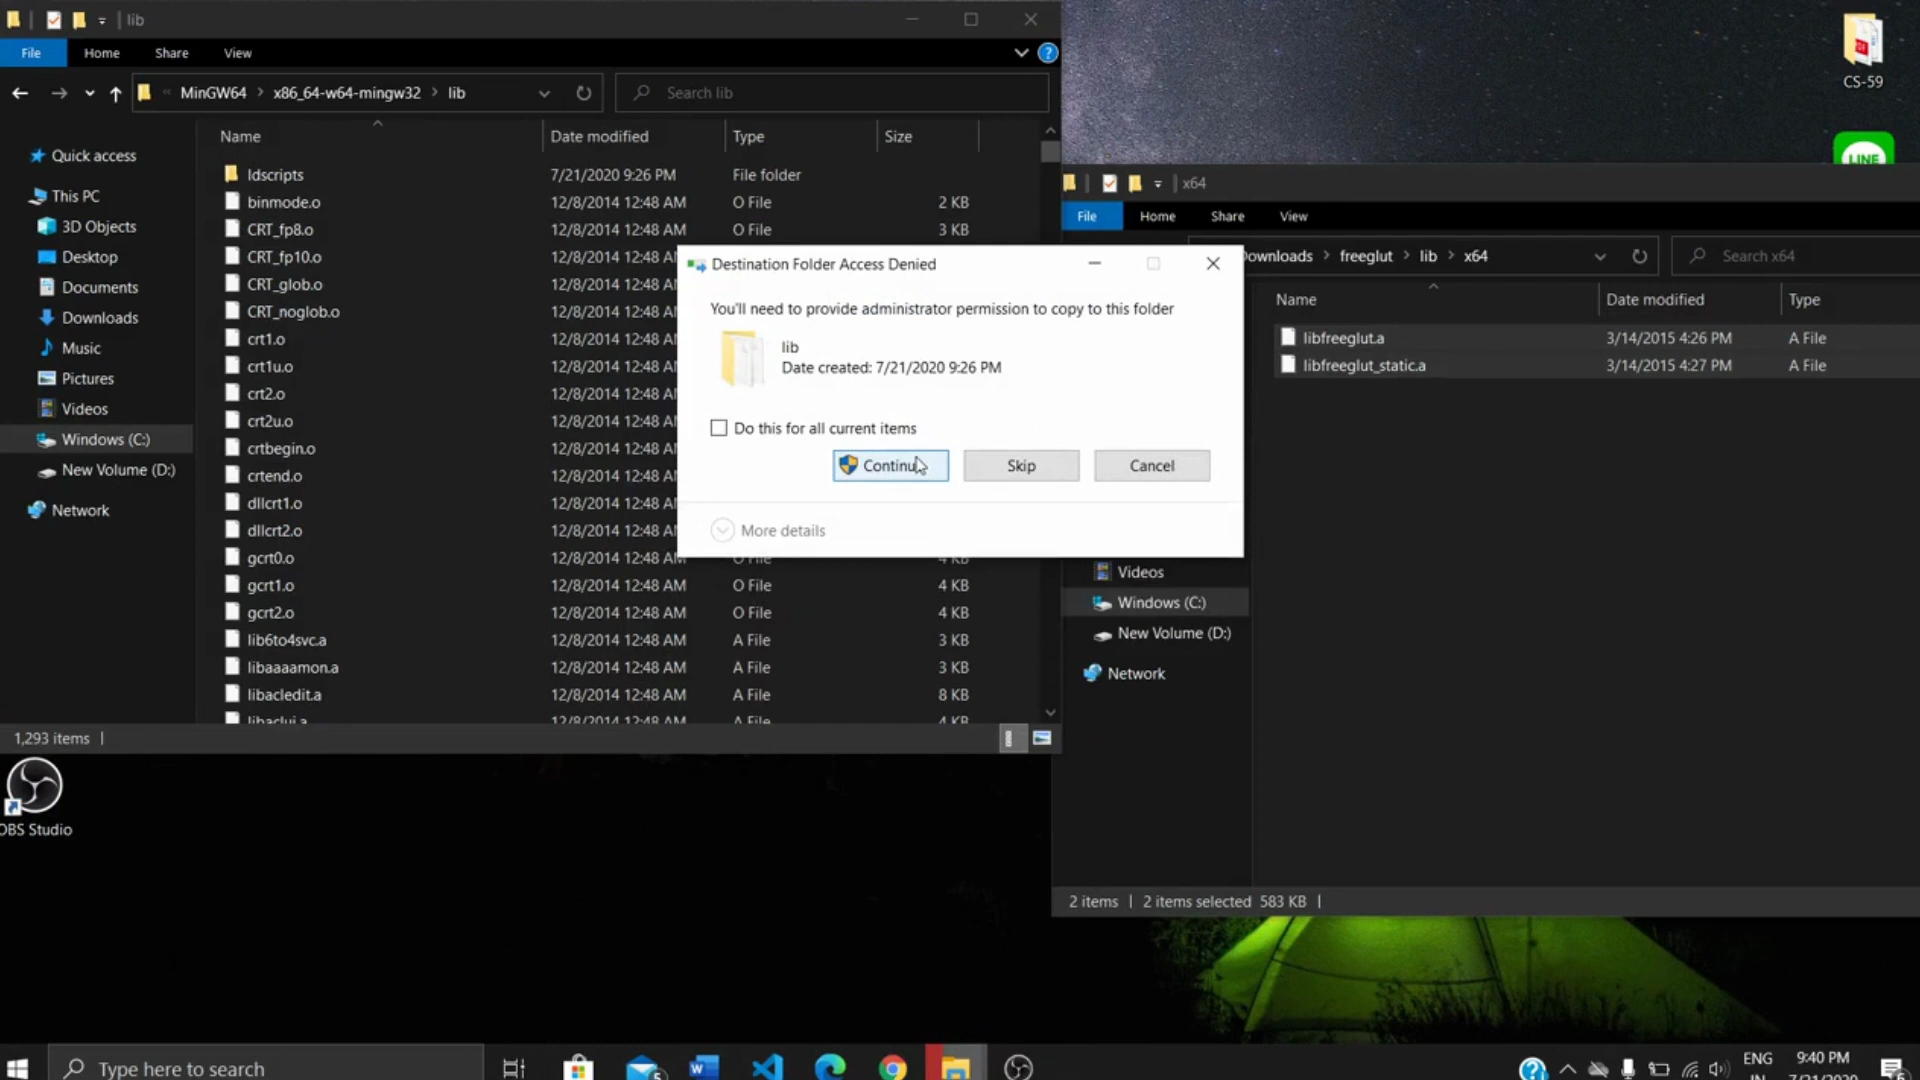 lib
File Home Share View
MinGW64 > x86_64-w64-mingw32 > lib
Search lib
Name Date modified Type Size
Quick access
This PC
3D Objects
Desktop
Documents
Downloads
Music
Pictures
Videos
Windows (C:)
New Volume (D:)
Network
ldscripts 7/21/2020 9:26 PM File folder
binmode.o 12/8/2014 12:48 AM O File 2 KB
CRT_fp8.o 12/8/2014 12:48 AM O File 3 KB
CRT_fp10.o 12/8/2014 12:48 A
CRT_glob.o 12/8/2014 12:48 A
CRT_noglob.o 12/8/2014 12:48 A
crt1.o 12/8/2014 12:48 A
crt1u.o 12/8/2014 12:48 A
crt2.o 12/8/2014 12:48 A
crt2u.o 12/8/2014 12:48 A
crtbegin.o 12/8/2014 12:48 A
crtend.o 12/8/2014 12:48 A
dllcrt1.o 12/8/2014 12:48 A
dllcrt2.o 12/8/2014 12:48 A
gcrt0.o 12/8/2014 12:48 AM O File 4 KB
gcrt1.o 12/8/2014 12:48 AM O File 4 KB
gcrt2.o 12/8/2014 12:48 AM O File 4 KB
lib6to4svc.a 12/8/2014 12:48 AM A File 3 KB
libaaaamon.a 12/8/2014 12:48 AM A File 3 KB
libacledit.a 12/8/2014 12:48 AM A File 8 KB
libaclui.a 12/8/2014 12:48 AM A File 4 KB
1,293 items
Destination Folder Access Denied
You'll need to provide administrator permission to copy to this folder
lib
Date created: 7/21/2020 9:26 PM
Do this for all current items
Continu Skip Cancel
More details
CS-59
LINE
x64
File Home Share View
ownloads > freeglut > lib > x64
Search x64
Name Date modified Type
libfreeglut.a 3/14/2015 4:26 PM A File
libfreeglut_static.a 3/14/2015 4:27 PM A File
Videos
Windows (C:)
New Volume (D:)
Network
2 items 2 items selected 583 KB
OBS Studio
Type here to search
ENG
IN
9:40 PM
7/21/2020